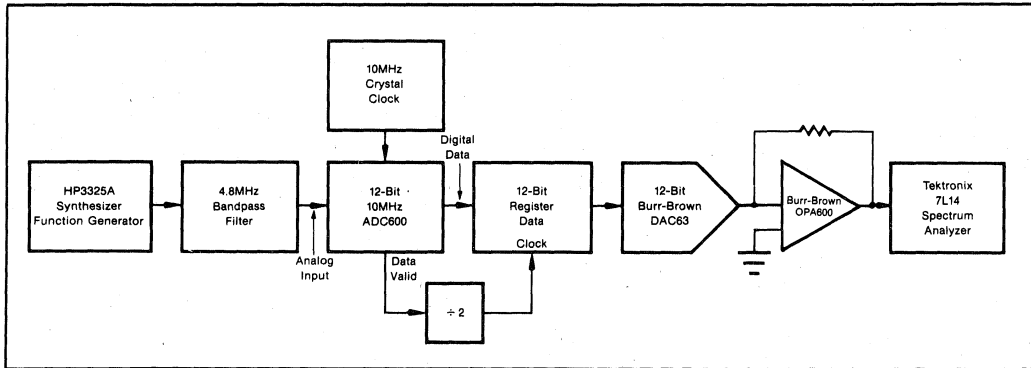 10MHz
Crystal
Clock
Digital
Data
HP3325A
Synthesizer
Function Generator
4.8MHz
Bandpass
Filter
12-Bit
10MHz
ADC600
12-Bit
Register
Data
Clock
12-Bit
Burr-Brown
DAC63
Burr-Brown
OPA600
Tektronix
7L14
Spectrum
Analyzer
Analog
Input
Data
Valid
÷ 2